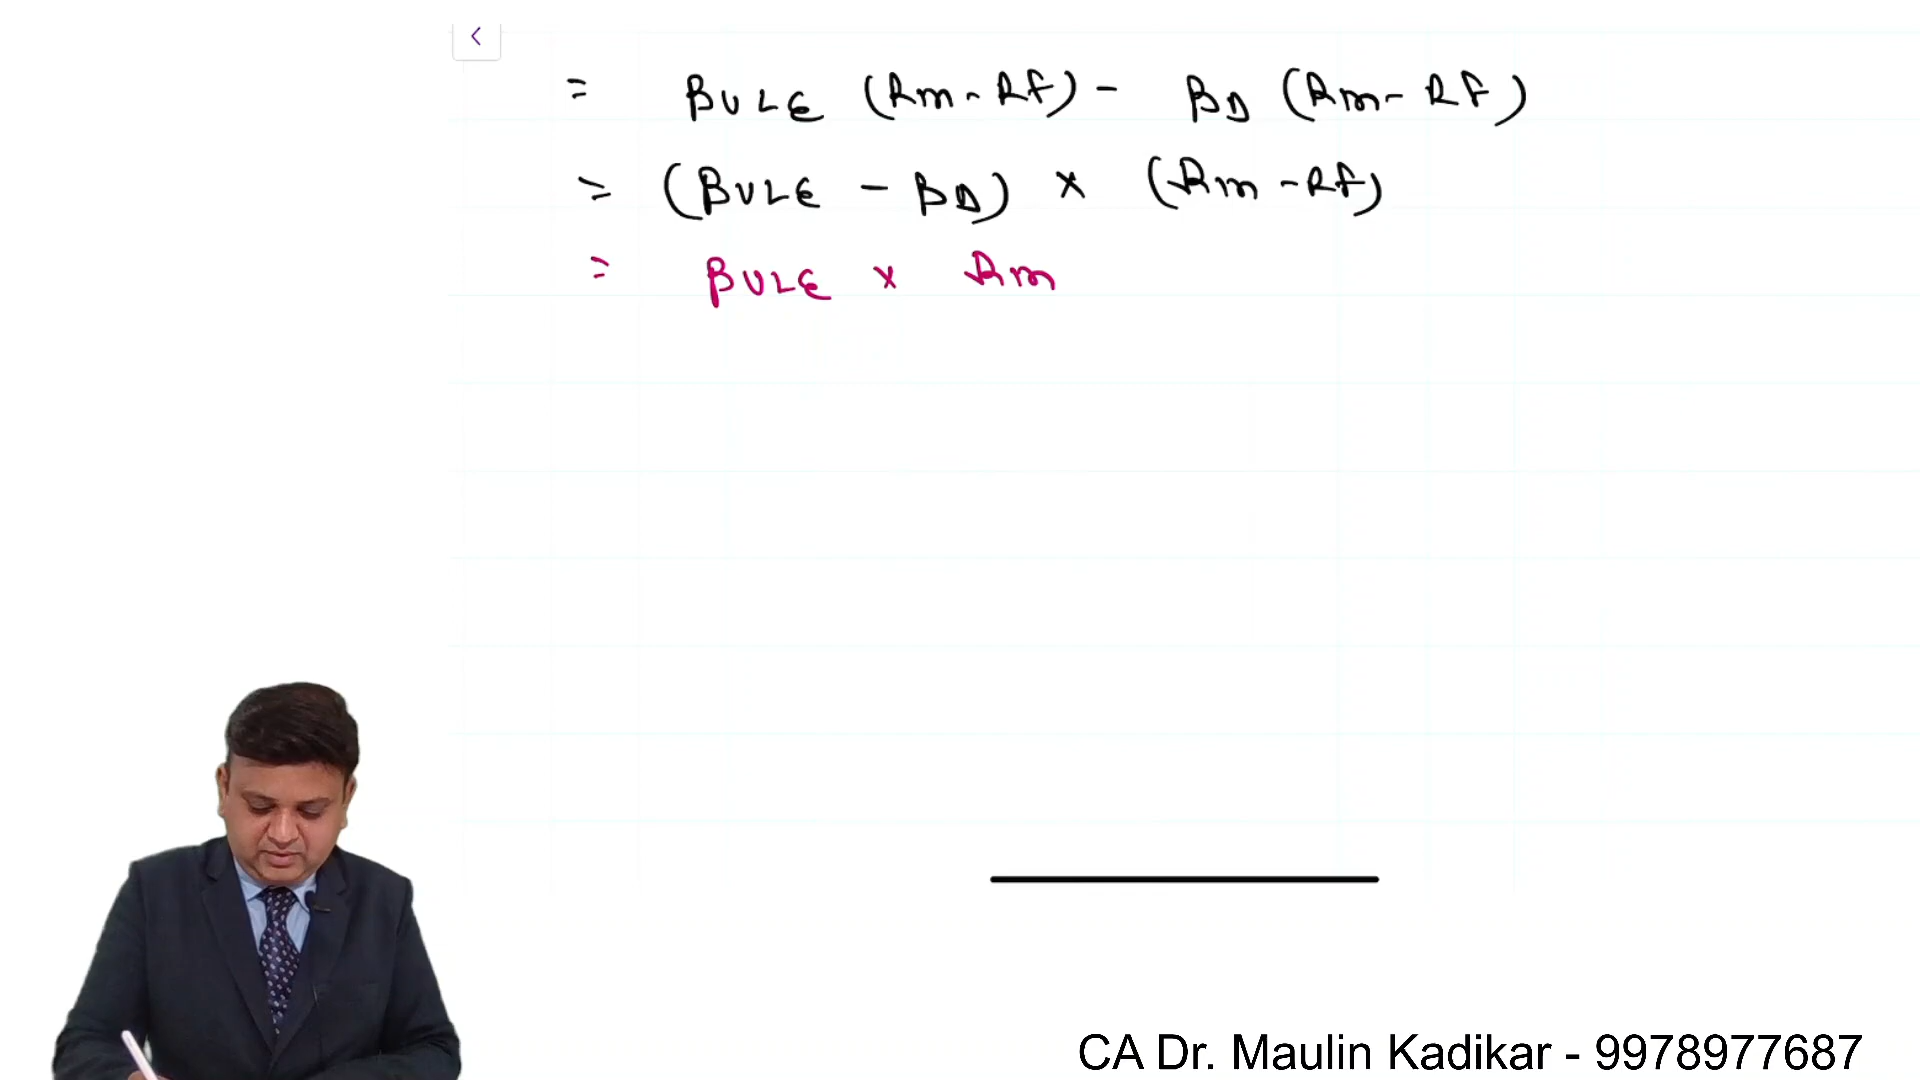 = βULE (Rm - Rf) - βD (Rm - Rf)
= (βULE - βD) × (Rm - Rf)
= βULE × Rm
CA Dr. Maulin Kadikar - 9978977687